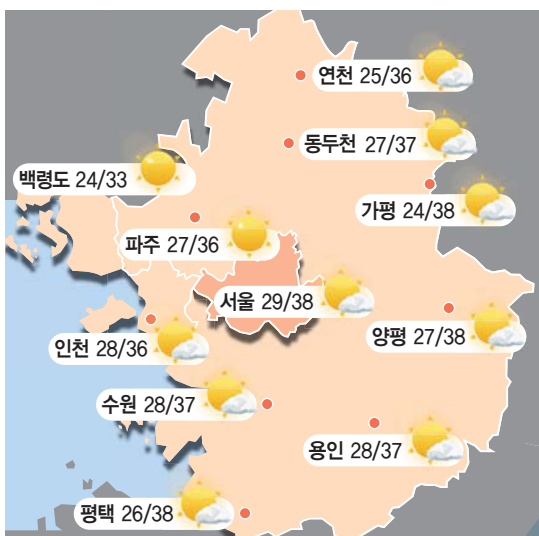 연천 25/36
동두천 27/37
백령도 24/33
가평 24/38
파주 27/36
서울 29/38
양평 27/38
인천 28/36
수원 28/37
용인 28/37
평택 26/38